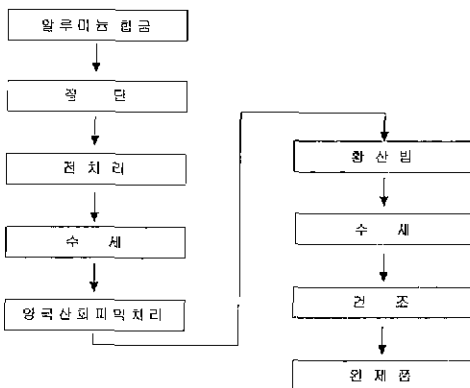 알루미늄 합금
절 단
전 처 리
수 세
양극산화피막처리
황 산 법
수 세
건 조
완 제 품